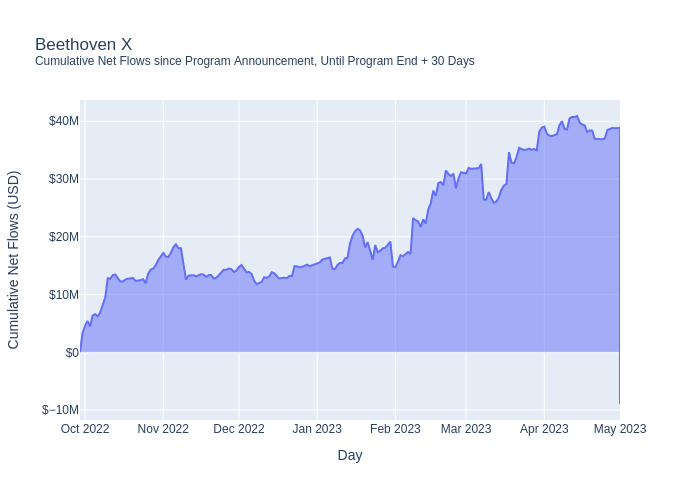 Beethoven X
Cumulative Net Flows since Program Announcement, Until Program End + 30 Days
Cumulative Net Flows (USD)
$40M
$30M
$20M
$10M
$0
$−10M
Oct 2022
Nov 2022
Dec 2022
Jan 2023
Feb 2023
Mar 2023
Apr 2023
May 2023
Day